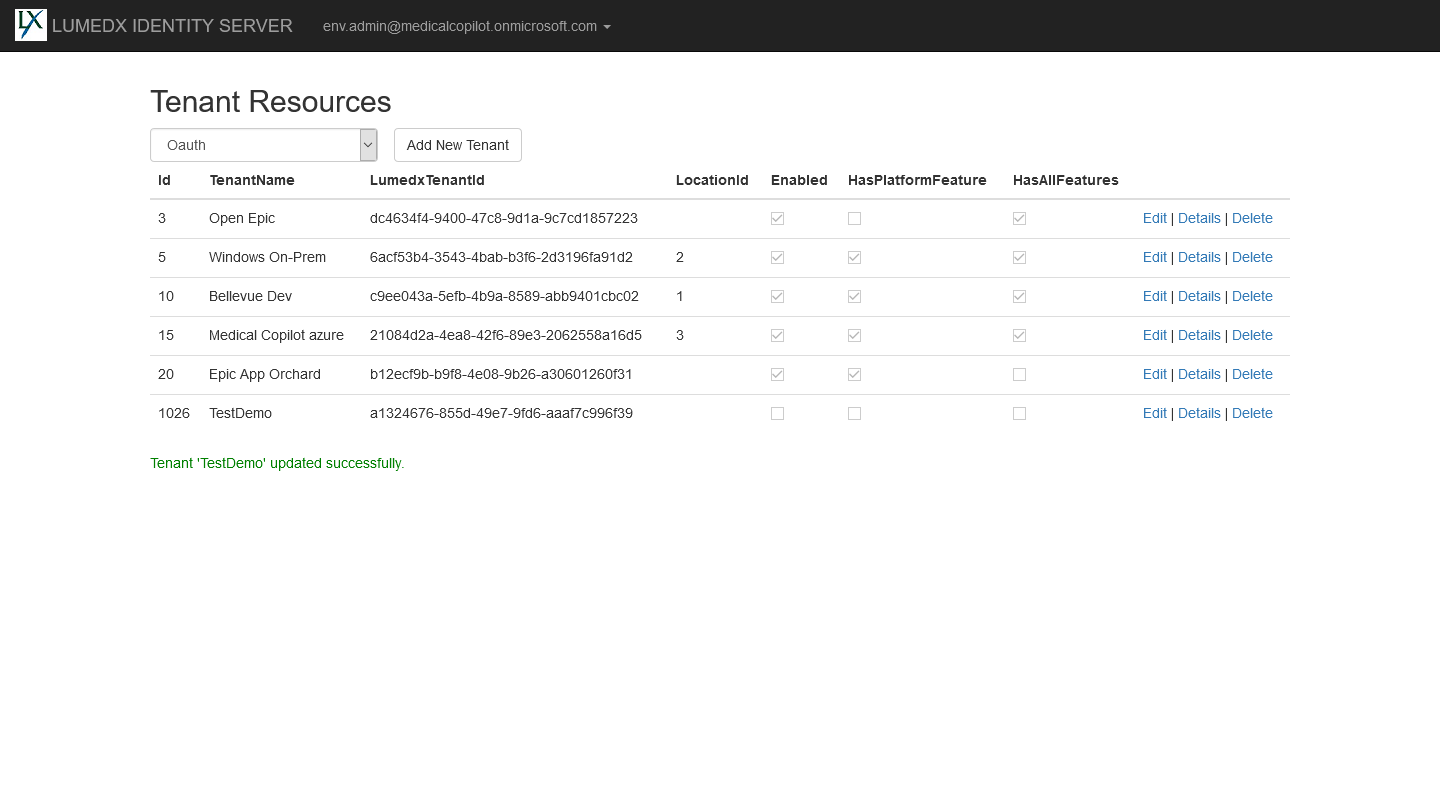 LX LUMEDX IDENTITY SERVER env.admin@medicalcopilot.onmicrosoft.com
Tenant Resources
Oauth Add New Tenant
Id TenantName LumedxTenantId LocationId Enabled HasPlatformFeature HasAllFeatures
3 Open Epic dc4634f4-9400-47c8-9d1a-9c7cd1857223 Edit | Details | Delete
5 Windows On-Prem 6acf53b4-3543-4bab-b3f6-2d3196fa91d2 2 Edit | Details | Delete
10 Bellevue Dev c9ee043a-5efb-4b9a-8589-abb9401cbc02 1 Edit | Details | Delete
15 Medical Copilot azure 21084d2a-4ea8-42f6-89e3-2062558a16d5 3 Edit | Details | Delete
20 Epic App Orchard b12ecf9b-b9f8-4e08-9b26-a30601260f31 Edit | Details | Delete
1026 TestDemo a1324676-855d-49e7-9fd6-aaaf7c996f39 Edit | Details | Delete
Tenant 'TestDemo' updated successfully.